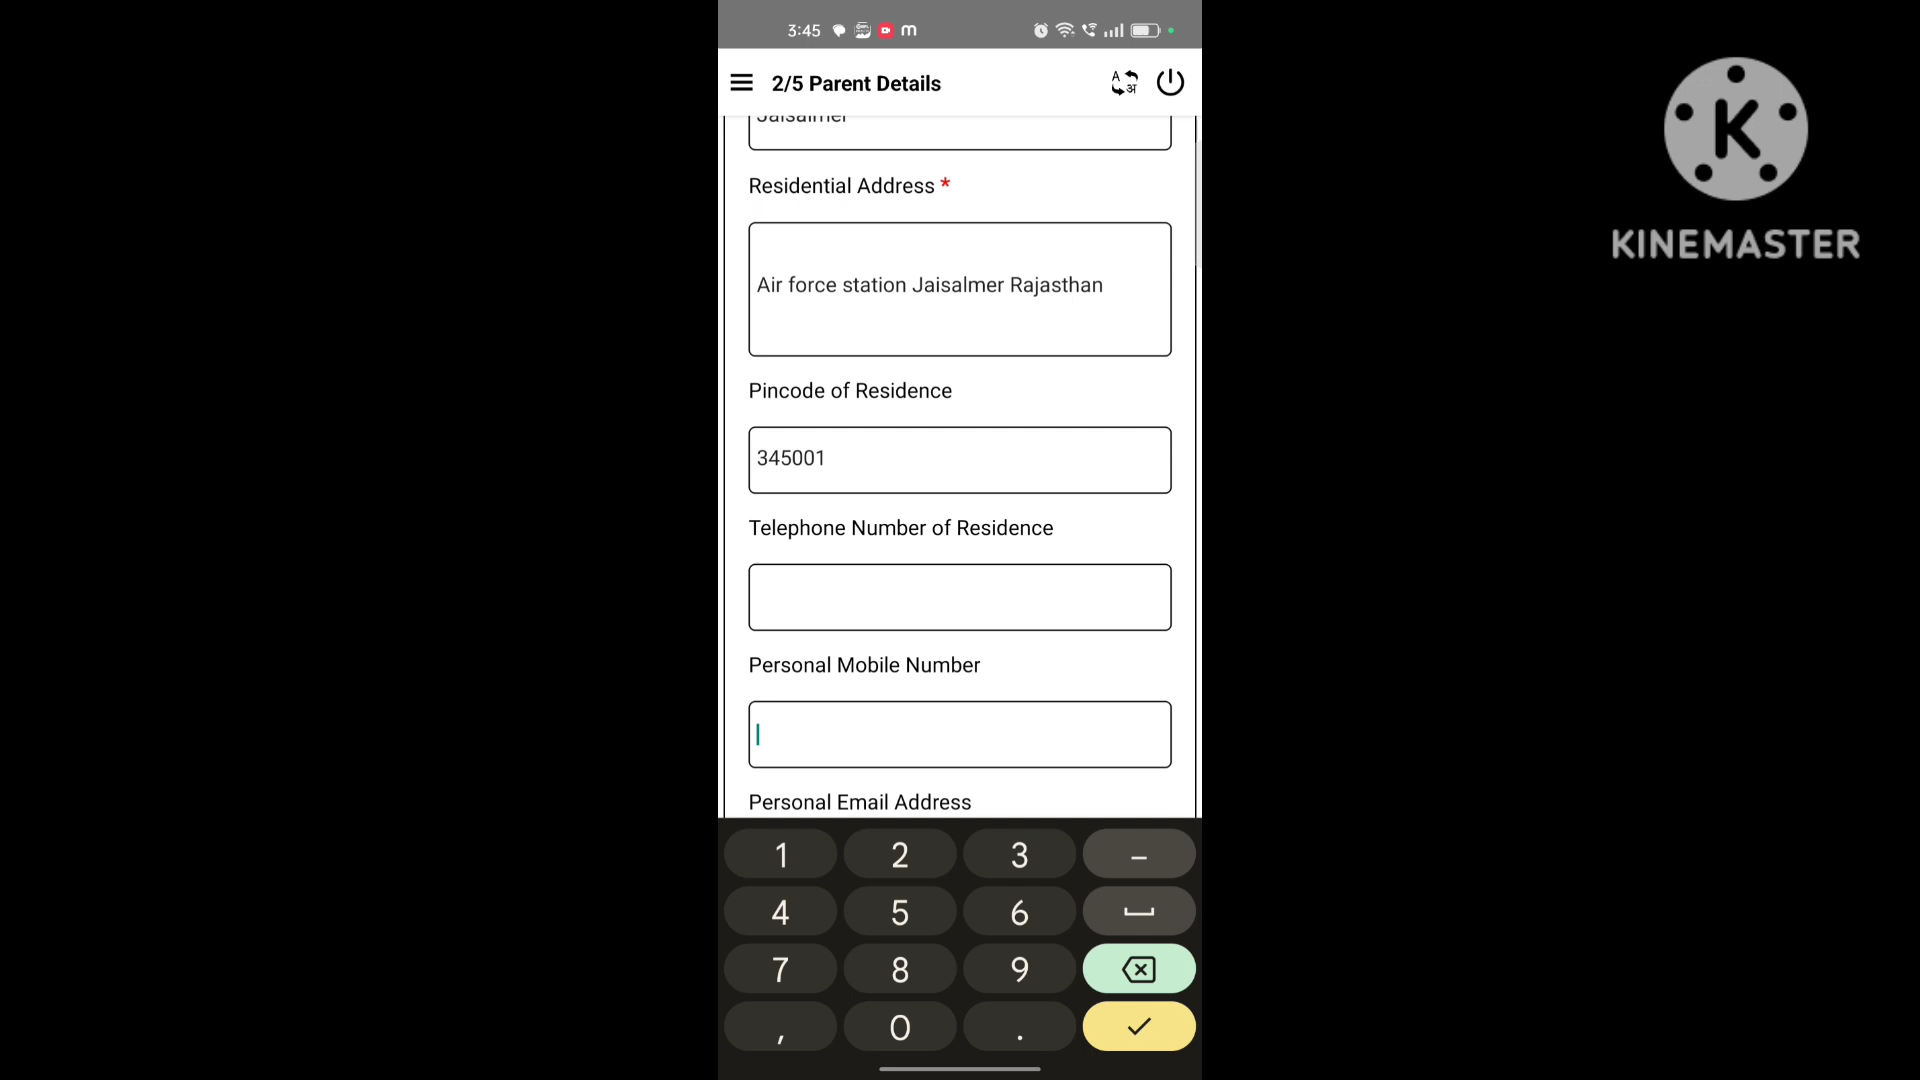 3:45
2/5 Parent Details
A
अ
Jaisalmer
Residential Address *
Air force station Jaisalmer Rajasthan
Pincode of Residence
345001
Telephone Number of Residence
Personal Mobile Number
Personal Email Address
1 2 3 –
4 5 6
7 8 9
, 0 .
K
KINEMASTER